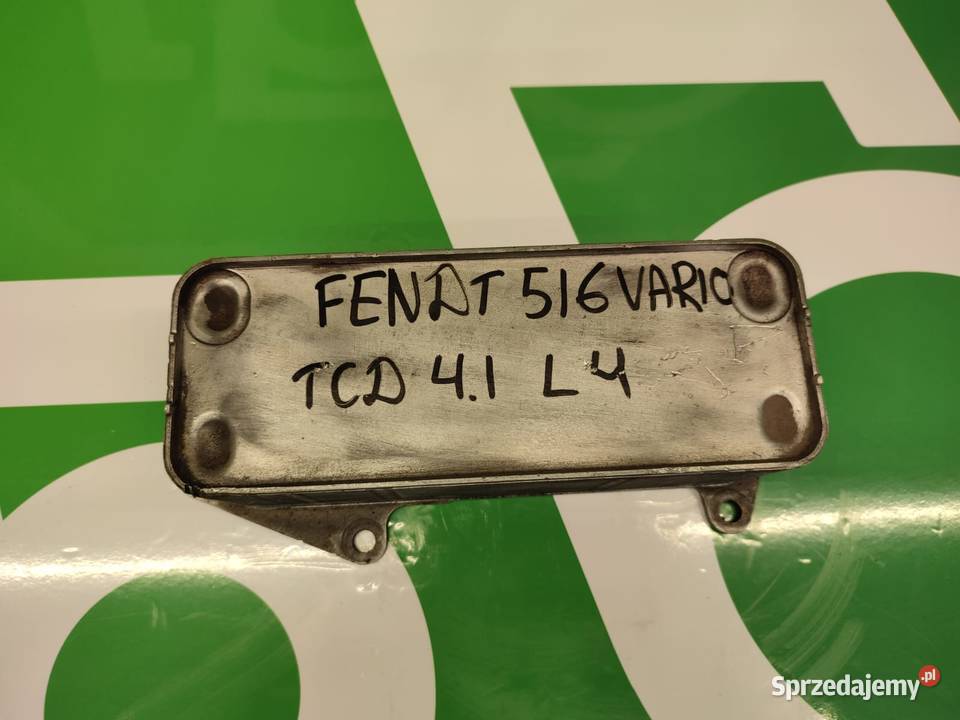 FENDT 516 VARIO
TCD 4.1 L4
Sprzedajemy.pl